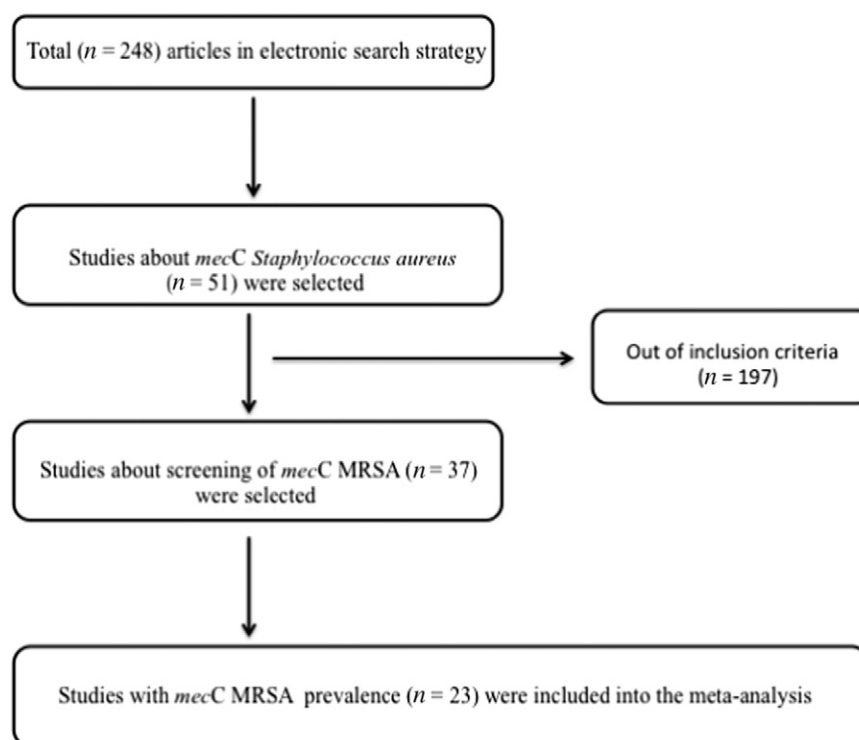 Total (n = 248) articles in electronic search strategy
Studies about mecC Staphylococcus aureus
(n = 51) were selected
Out of inclusion criteria
(n = 197)
Studies about screening of mecC MRSA (n = 37)
were selected
Studies with mecC MRSA prevalence (n = 23) were included into the meta-analysis